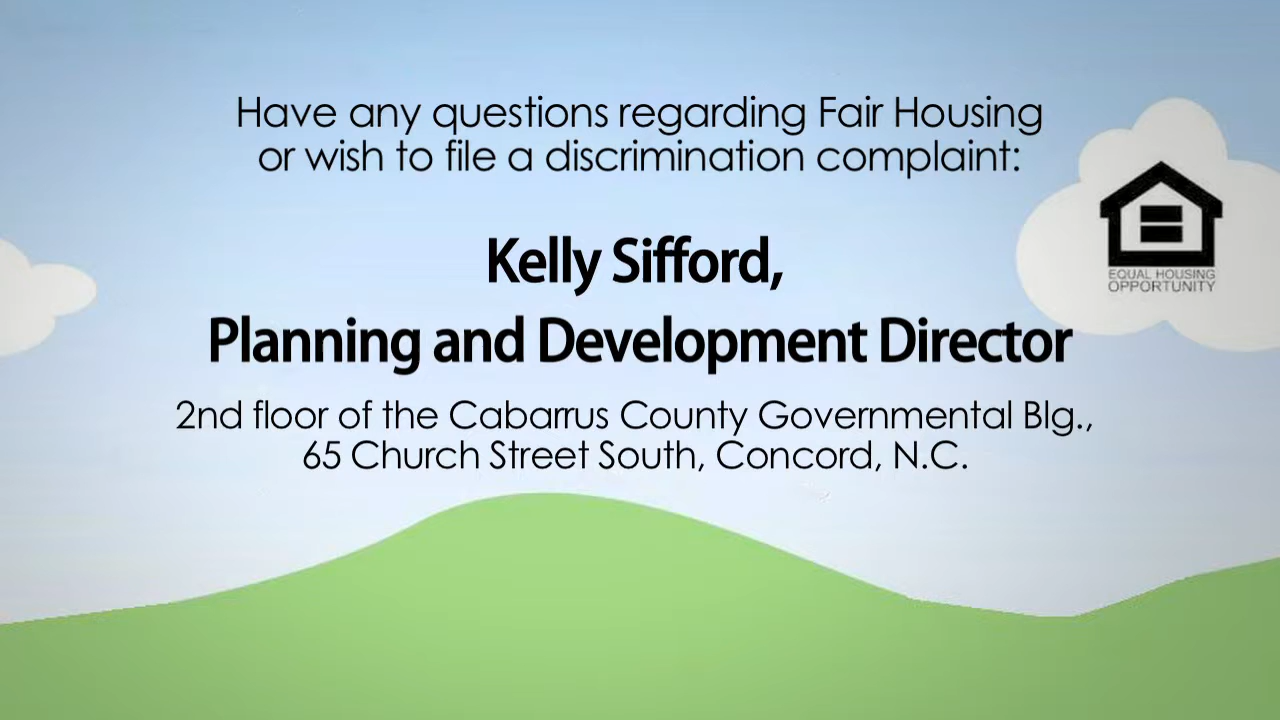 Have any questions regarding Fair Housing
or wish to file a discrimination complaint:
Kelly Sifford,
Planning and Development Director
2nd floor of the Cabarrus County Governmental Blg.,
65 Church Street South, Concord, N.C.
EQUAL HOUSING
OPPORTUNITY